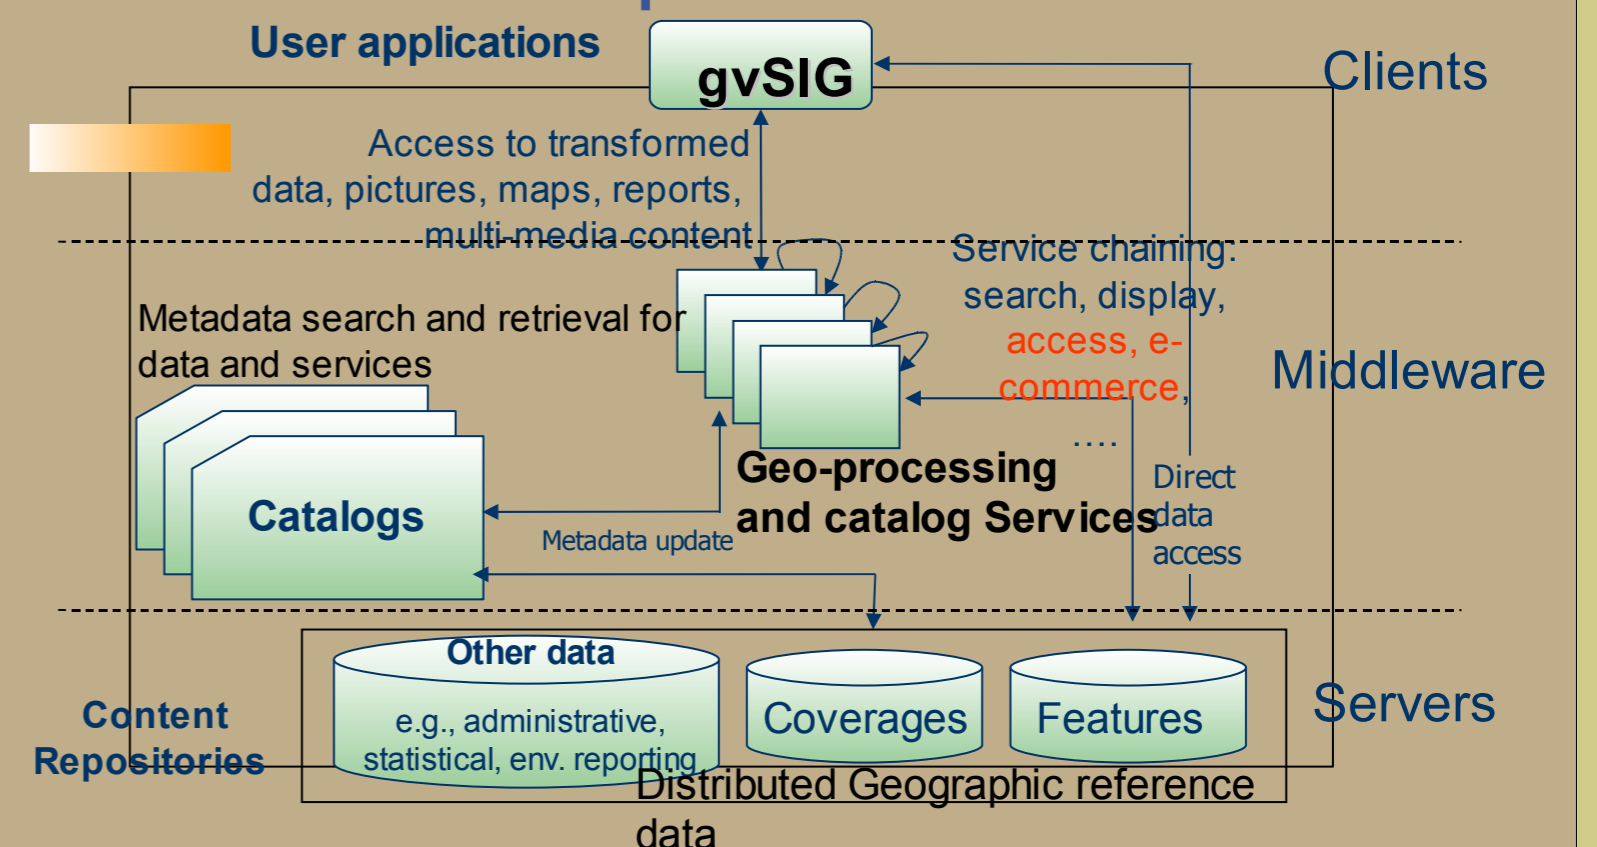 User applications
gvSIG
Clients
Access to transformed
data, pictures, maps, reports,
multi-media content
Service chaining:
search, display,
access, e-
commerce,
....
Metadata search and retrieval for
data and services
Middleware
Catalogs
Geo-processing
and catalog Services
Metadata update
Direct
data
access
Other data
e.g., administrative,
statistical, env. reporting
Coverages
Features
Servers
Content
Repositories
Distributed Geographic reference
data